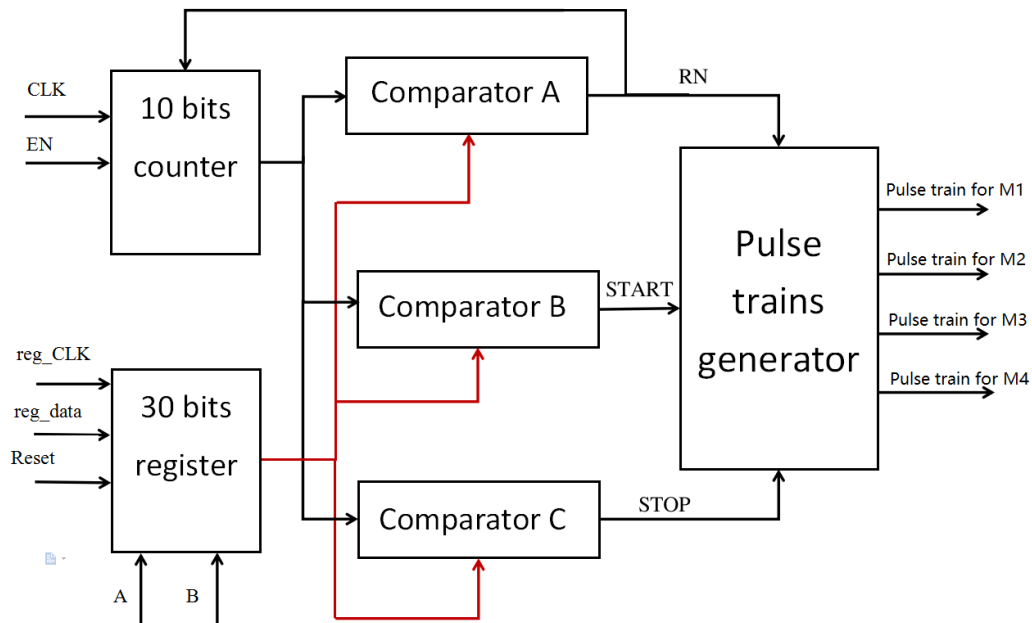 CLK
EN
10 bits
counter
Comparator A
RN
Comparator B
START
Comparator C
STOP
reg_CLK
reg_data
Reset
30 bits
register
A
B
Pulse
trains
generator
Pulse train for M1
Pulse train for M2
Pulse train for M3
Pulse train for M4